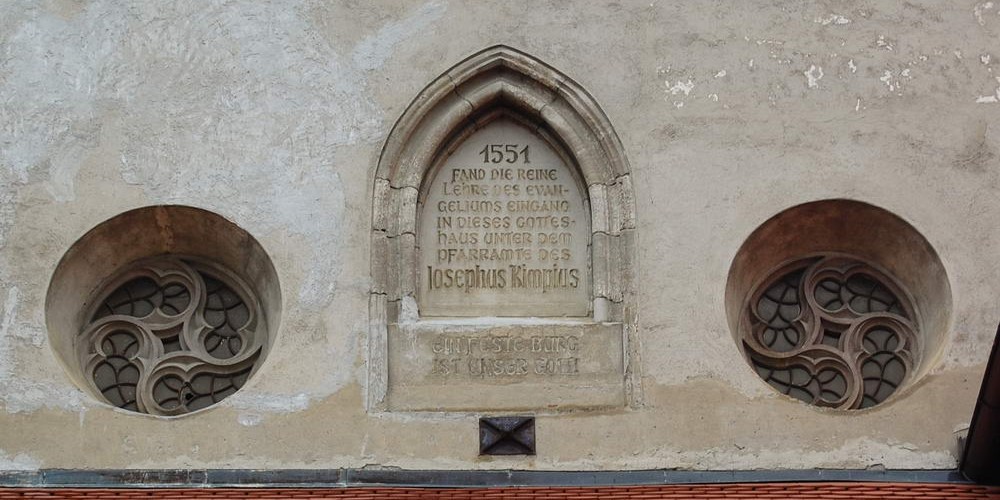 1551
FAND DIE REINE
LEHRE DES EVAN-
GELIUMS EINGANG
IN DIESES GOTTES-
HAUS UNTER DEM
PFARRAMTE DES
Josephus Kimpius
EIN FESTE BURG
IST UNSER GOTT